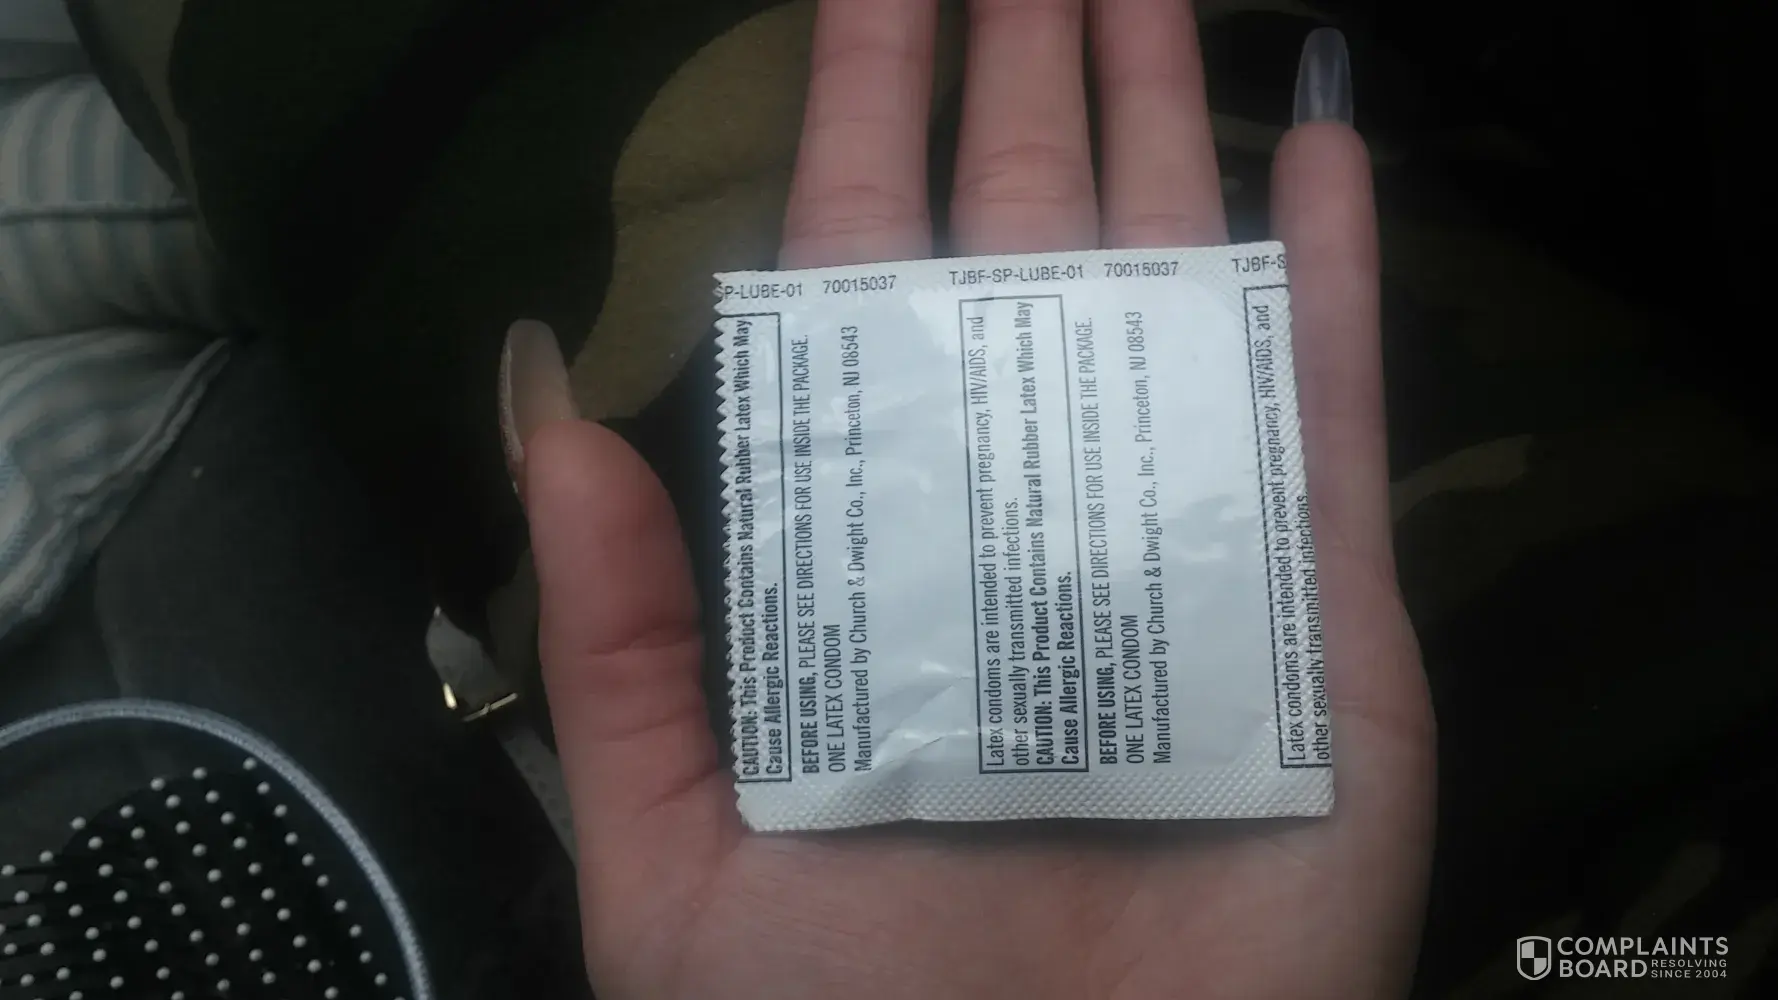 SP-LUBE-01 70015037 TJBF-SP-LUBE-01 70015037 TJBF-S
CAUTION: This Product Contains Natural Rubber Latex Which May
Cause Allergic Reactions.
BEFORE USING, PLEASE SEE DIRECTIONS FOR USE INSIDE THE PACKAGE.
ONE LATEX CONDOM
Manufactured by Church & Dwight Co., Inc., Princeton, NJ 08543
Latex condoms are intended to prevent pregnancy, HIV/AIDS, and
other sexually transmitted infections.
CAUTION: This Product Contains Natural Rubber Latex Which May
Cause Allergic Reactions.
BEFORE USING, PLEASE SEE DIRECTIONS FOR USE INSIDE THE PACKAGE.
ONE LATEX CONDOM
Manufactured by Church & Dwight Co., Inc., Princeton, NJ 08543
Latex condoms are intended to prevent pregnancy, HIV/AIDS, and
other sexually transmitted infections.
COMPLAINTS
BOARD RESOLVING
SINCE 2004